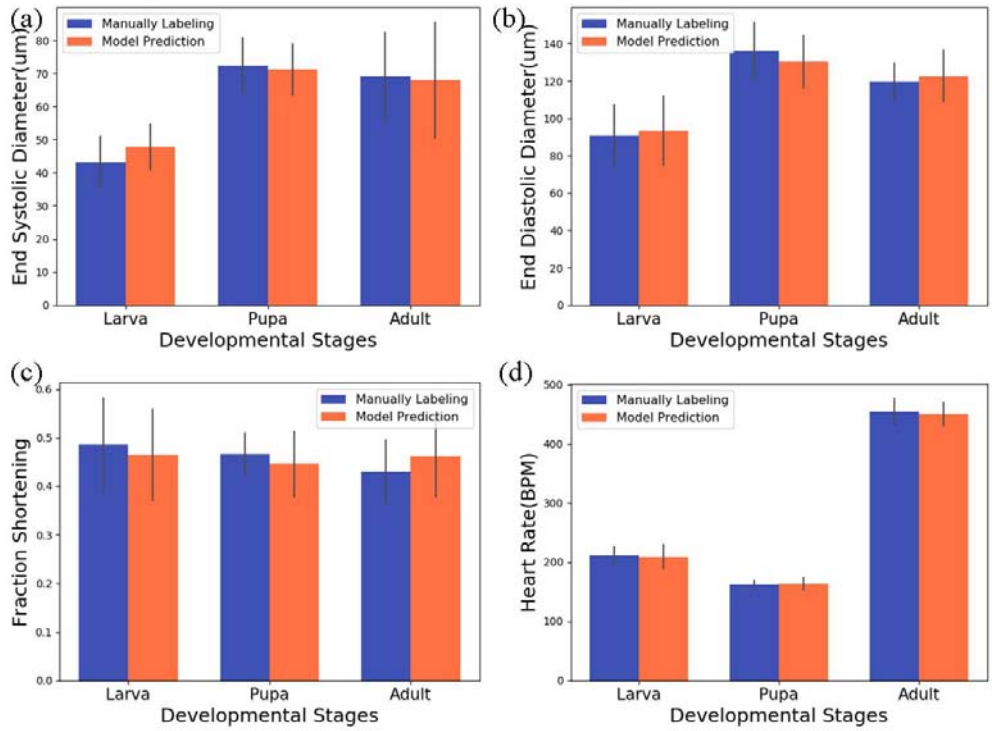 (a)
Manually Labeling
Model Prediction
End Systolic Diameter(um)
80
70
60
50
40
30
20
10
0
Larva Pupa Adult
Developmental Stages
(b)
Manually Labeling
Model Prediction
End Diastolic Diameter(um)
140
120
100
80
60
40
20
0
Larva Pupa Adult
Developmental Stages
(c)
Manually Labeling
Model Prediction
Fraction Shortening
0.6
0.5
0.4
0.3
0.2
0.1
0.0
Larva Pupa Adult
Developmental Stages
(d)
Manually Labeling
Model Prediction
Heart Rate(BPM)
500
400
300
200
100
0
Larva Pupa Adult
Developmental Stages